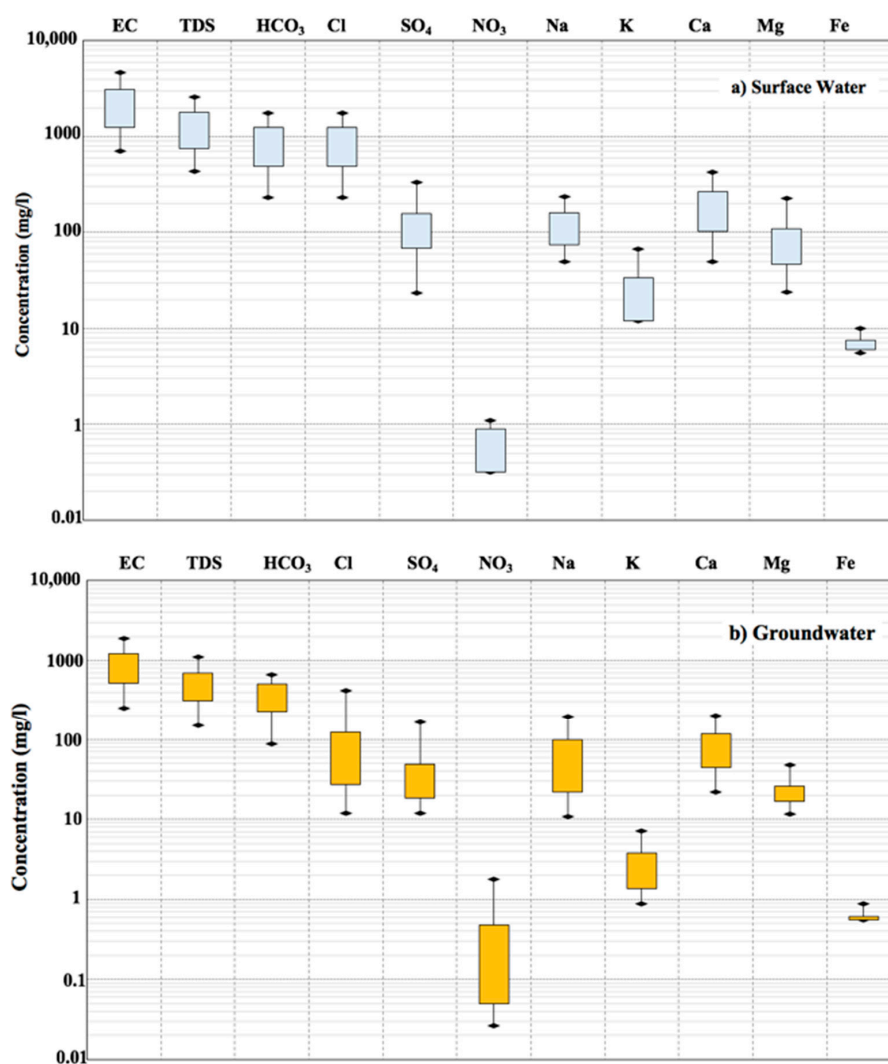 EC TDS HCO₃ Cl SO₄ NO₃ Na K Ca Mg Fe
10,000
a) Surface Water
1000
Concentration (mg/l)
100
10
1
0.01
EC TDS HCO₃ Cl SO₄ NO₃ Na K Ca Mg Fe
10,000
b) Groundwater
1000
Concentration (mg/l)
100
10
1
0.1
0.01